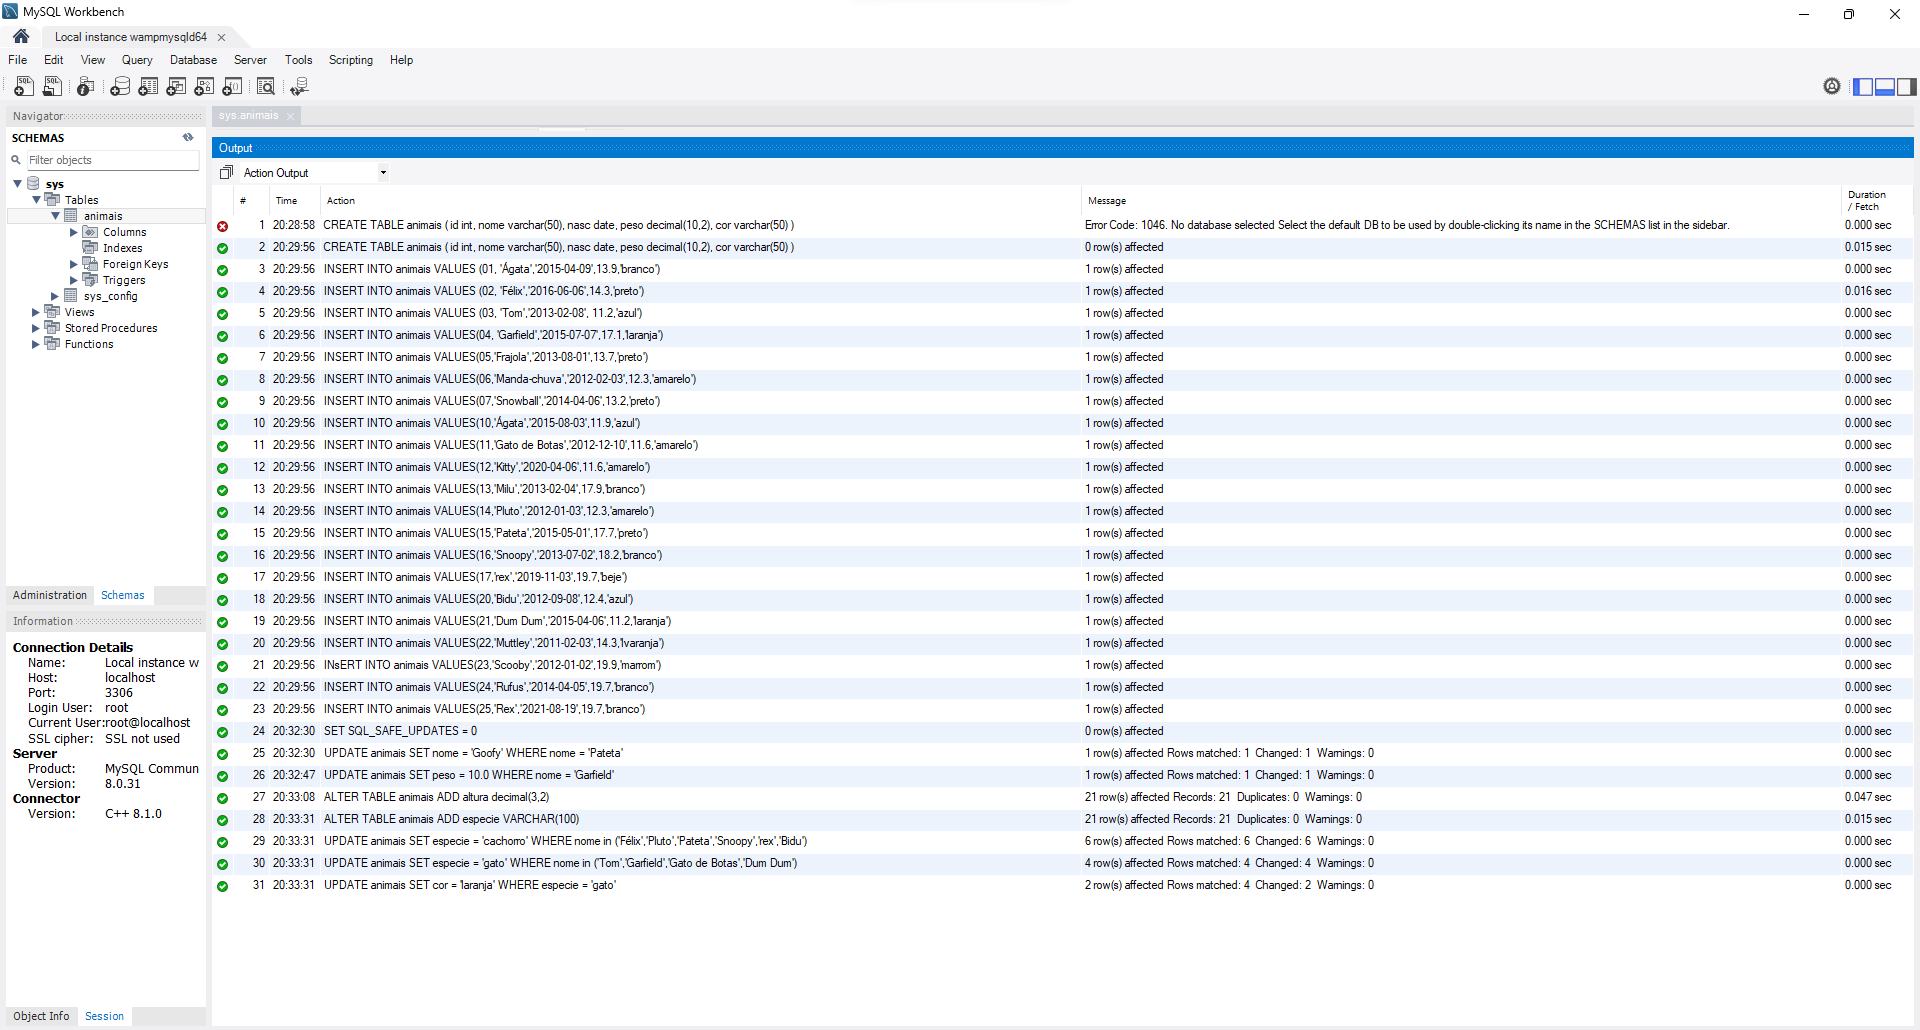 MySQL Workbench
Local instance wampmysqld64
File Edit View Query Database Server Tools Scripting Help
Navigator
SCHEMAS
Filter objects
sys
Tables
animais
Columns
Indexes
Foreign Keys
Triggers
sys_config
Views
Stored Procedures
Functions
Administration Schemas
Information
Connection Details
Name: Local instance w
Host: localhost
Port: 3306
Login User: root
Current User:root@localhost
SSL cipher: SSL not used
Server
Product: MySQL Commun
Version: 8.0.31
Connector
Version: C++ 8.1.0
Object Info Session
sys.animais
Output
Action Output
# Time Action Message Duration / Fetch
1 20:28:58 CREATE TABLE animais ( id int, nome varchar(50), nasc date, peso decimal(10,2), cor varchar(50) ) Error Code: 1046. No database selected Select the default DB to be used by double-clicking its name in the SCHEMAS list in the sidebar. 0.000 sec
2 20:29:56 CREATE TABLE animais ( id int, nome varchar(50), nasc date, peso decimal(10,2), cor varchar(50) ) 0 row(s) affected 0.015 sec
3 20:29:56 INSERT INTO animais VALUES (01, 'Ágata','2015-04-09',13.9,'branco') 1 row(s) affected 0.000 sec
4 20:29:56 INSERT INTO animais VALUES (02, 'Félix','2016-06-06',14.3,'preto') 1 row(s) affected 0.016 sec
5 20:29:56 INSERT INTO animais VALUES (03, 'Tom','2013-02-08', 11.2,'azul') 1 row(s) affected 0.000 sec
6 20:29:56 INSERT INTO animais VALUES(04, 'Garfield','2015-07-07',17.1,'laranja') 1 row(s) affected 0.000 sec
7 20:29:56 INSERT INTO animais VALUES(05,'Frajola','2013-08-01',13.7,'preto') 1 row(s) affected 0.000 sec
8 20:29:56 INSERT INTO animais VALUES(06,'Manda-chuva','2012-02-03',12.3,'amarelo') 1 row(s) affected 0.000 sec
9 20:29:56 INSERT INTO animais VALUES(07,'Snowball','2014-04-06',13.2,'preto') 1 row(s) affected 0.000 sec
10 20:29:56 INSERT INTO animais VALUES(10,'Ágata','2015-08-03',11.9,'azul') 1 row(s) affected 0.000 sec
11 20:29:56 INSERT INTO animais VALUES(11,'Gato de Botas','2012-12-10',11.6,'amarelo') 1 row(s) affected 0.000 sec
12 20:29:56 INSERT INTO animais VALUES(12,'Kitty','2020-04-06',11.6,'amarelo') 1 row(s) affected 0.000 sec
13 20:29:56 INSERT INTO animais VALUES(13,'Milu','2013-02-04',17.9,'branco') 1 row(s) affected 0.000 sec
14 20:29:56 INSERT INTO animais VALUES(14,'Pluto','2012-01-03',12.3,'amarelo') 1 row(s) affected 0.000 sec
15 20:29:56 INSERT INTO animais VALUES(15,'Pateta','2015-05-01',17.7,'preto') 1 row(s) affected 0.000 sec
16 20:29:56 INSERT INTO animais VALUES(16,'Snoopy','2013-07-02',18.2,'branco') 1 row(s) affected 0.000 sec
17 20:29:56 INSERT INTO animais VALUES(17,'rex','2019-11-03',19.7,'beje') 1 row(s) affected 0.000 sec
18 20:29:56 INSERT INTO animais VALUES(20,'Bidu','2012-09-08',12.4,'azul') 1 row(s) affected 0.000 sec
19 20:29:56 INSERT INTO animais VALUES(21,'Dum Dum','2015-04-06',11.2,'laranja') 1 row(s) affected 0.000 sec
20 20:29:56 INSERT INTO animais VALUES(22,'Muttley','2011-02-03',14.3,'lvaranja') 1 row(s) affected 0.000 sec
21 20:29:56 INsERT INTO animais VALUES(23,'Scooby','2012-01-02',19.9,'marrom') 1 row(s) affected 0.000 sec
22 20:29:56 INSERT INTO animais VALUES(24,'Rufus','2014-04-05',19.7,'branco') 1 row(s) affected 0.000 sec
23 20:29:56 INSERT INTO animais VALUES(25,'Rex','2021-08-19',19.7,'branco') 1 row(s) affected 0.000 sec
24 20:32:30 SET SQL_SAFE_UPDATES = 0 0 row(s) affected 0.000 sec
25 20:32:30 UPDATE animais SET nome = 'Goofy' WHERE nome = 'Pateta' 1 row(s) affected Rows matched: 1 Changed: 1 Warnings: 0 0.000 sec
26 20:32:47 UPDATE animais SET peso = 10.0 WHERE nome = 'Garfield' 1 row(s) affected Rows matched: 1 Changed: 1 Warnings: 0 0.000 sec
27 20:33:08 ALTER TABLE animais ADD altura decimal(3,2) 21 row(s) affected Records: 21 Duplicates: 0 Warnings: 0 0.047 sec
28 20:33:31 ALTER TABLE animais ADD especie VARCHAR(100) 21 row(s) affected Records: 21 Duplicates: 0 Warnings: 0 0.015 sec
29 20:33:31 UPDATE animais SET especie = 'cachorro' WHERE nome in ('Félix','Pluto','Pateta','Snoopy','rex','Bidu') 6 row(s) affected Rows matched: 6 Changed: 6 Warnings: 0 0.000 sec
30 20:33:31 UPDATE animais SET especie = 'gato' WHERE nome in ('Tom','Garfield','Gato de Botas','Dum Dum') 4 row(s) affected Rows matched: 4 Changed: 4 Warnings: 0 0.000 sec
31 20:33:31 UPDATE animais SET cor = 'laranja' WHERE especie = 'gato' 2 row(s) affected Rows matched: 4 Changed: 2 Warnings: 0 0.000 sec